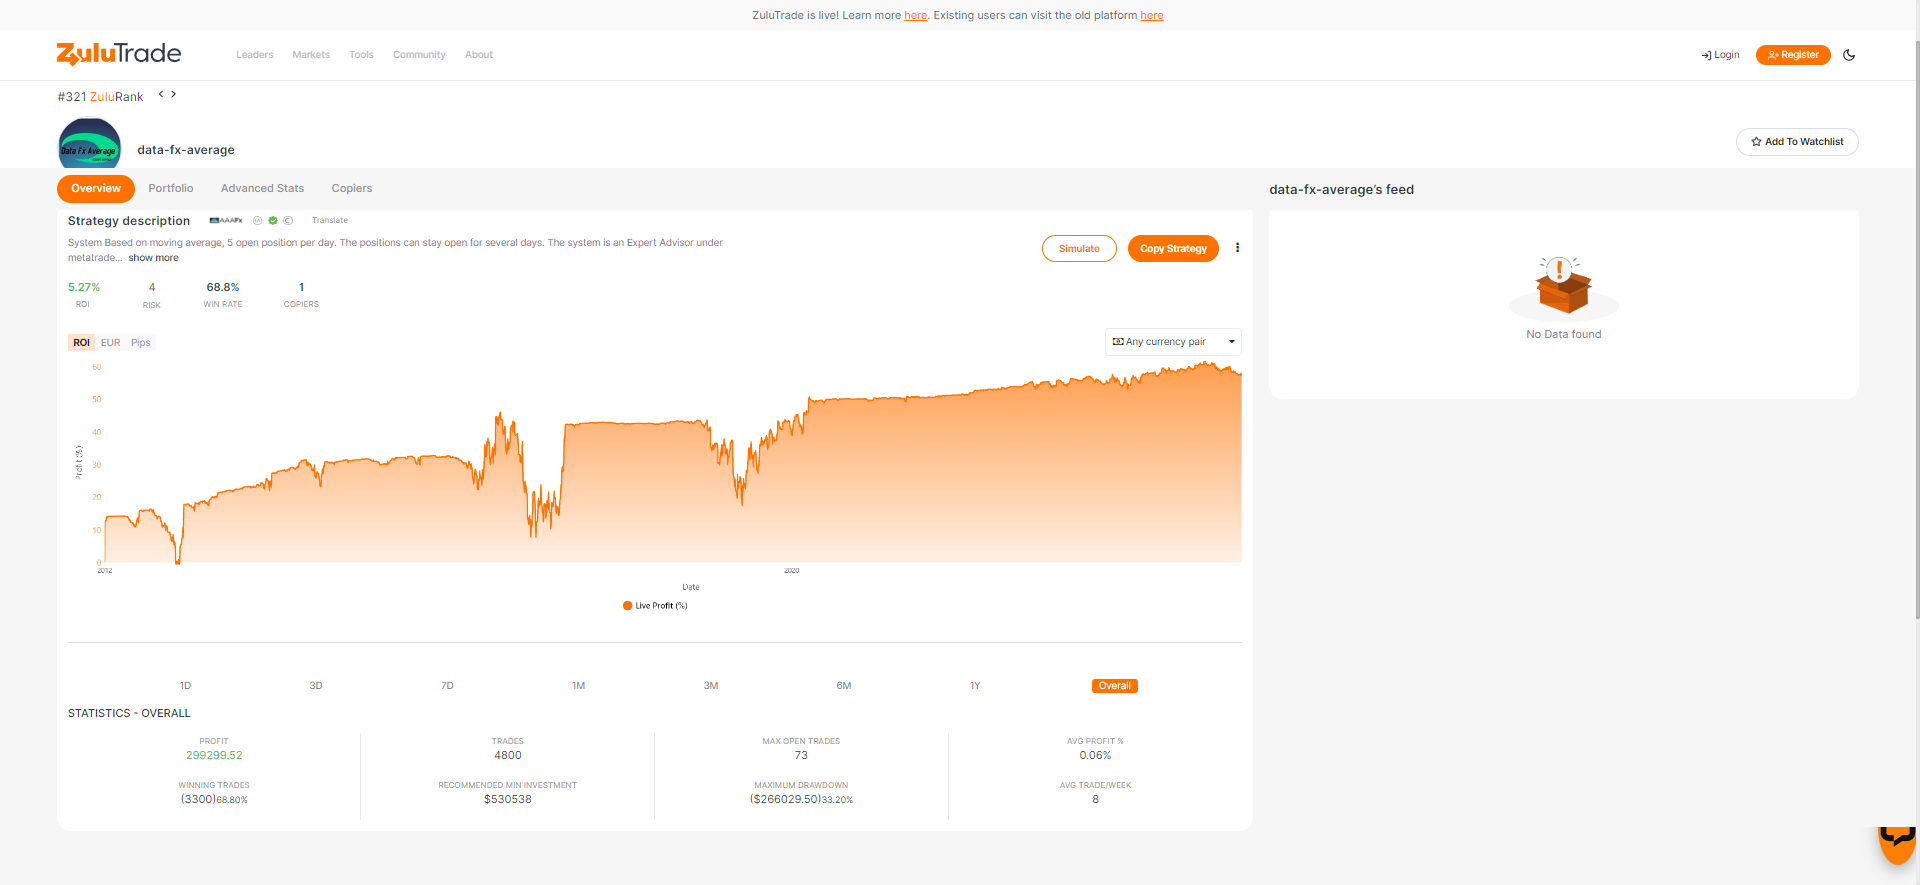 ZuluTrade is live! Learn more here. Existing users can visit the old platform here
ZuluTrade
Leaders Markets Tools Community About
Login
Register
#321 ZuluRank < >
Data Fx Average
data-fx-average
Add To Watchlist
Overview Portfolio Advanced Stats Copiers
data-fx-average's feed
Strategy description AAAFx Translate
System Based on moving average, 5 open position per day. The positions can stay open for several days. The system is an Expert Advisor under
metatrade... show more
Simulate
Copy Strategy
No Data found
5.27% 4 68.8% 1
ROI RISK WIN RATE COPIERS
ROI EUR Pips
Any currency pair
60
50
40
30
20
10
0
Profit (%)
2012 2020
Date
Live Profit (%)
1D 3D 7D 1M 3M 6M 1Y Overall
STATISTICS - OVERALL
PROFIT TRADES MAX OPEN TRADES AVG PROFIT %
299299.52 4800 73 0.06%
WINNING TRADES RECOMMENDED MIN INVESTMENT MAXIMUM DRAWDOWN AVG TRADE/WEEK
(3300)68.80% $530538 ($266029.50)33.20% 8